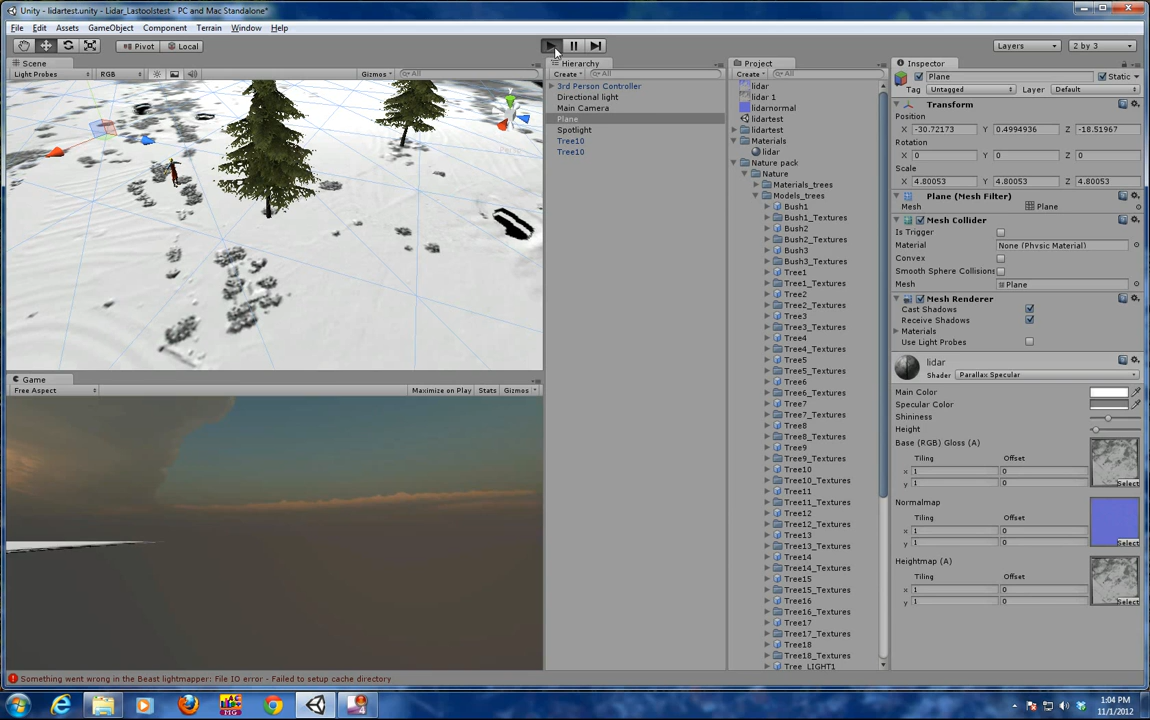 Unity - lidartest.unity - Lidar_Lastoolstest - PC and Mac Standalone*
File Edit Assets GameObject Component Terrain Window Help
Pivot Local Layers 2 by 3
Scene
Light Probes RGB Gizmos All
Persp
Game
Free Aspect Maximize on Play Stats Gizmos
Hierarchy
Create All
3rd Person Controller
Directional light
Main Camera
Plane
Spotlight
Tree10
Tree10
Project
Create All
lidar
lidar 1
lidarnormal
lidartest
lidartest
Materials
lidar
Nature pack
Nature
Materials_trees
Models_trees
Bush1
Bush1_Textures
Bush2
Bush2_Textures
Bush3
Bush3_Textures
Tree1
Tree1_Textures
Tree2
Tree2_Textures
Tree3
Tree3_Textures
Tree4
Tree4_Textures
Tree5
Tree5_Textures
Tree6
Tree6_Textures
Tree7
Tree7_Textures
Tree8
Tree8_Textures
Tree9
Tree9_Textures
Tree10
Tree10_Textures
Tree11
Tree11_Textures
Tree12
Tree12_Textures
Tree13
Tree13_Textures
Tree14
Tree14_Textures
Tree15
Tree15_Textures
Tree16
Tree16_Textures
Tree17
Tree17_Textures
Tree18
Tree18_Textures
Tree_LIGHT1
Inspector
Plane Static
Tag Untagged Layer Default
Transform
Position
X -30.72173 Y 0.4994936 Z -18.51967
Rotation
X 0 Y 0 Z 0
Scale
X 4.80053 Y 4.80053 Z 4.80053
Plane (Mesh Filter)
Mesh Plane
Mesh Collider
Is Trigger
Material None (Physic Material)
Convex
Smooth Sphere Collisions
Mesh Plane
Mesh Renderer
Cast Shadows
Receive Shadows
Materials
Use Light Probes
lidar
Shader Parallax Specular
Main Color
Specular Color
Shininess
Height
Base (RGB) Gloss (A)
Tiling Offset
x 1 0
y 1 0
Select
Normalmap
Tiling Offset
x 1 0
y 1 0
Select
Heightmap (A)
Tiling Offset
x 1 0
y 1 0
Select
Something went wrong in the Beast lightmapper: File IO error - Failed to setup cache directory
1:04 PM
11/1/2012